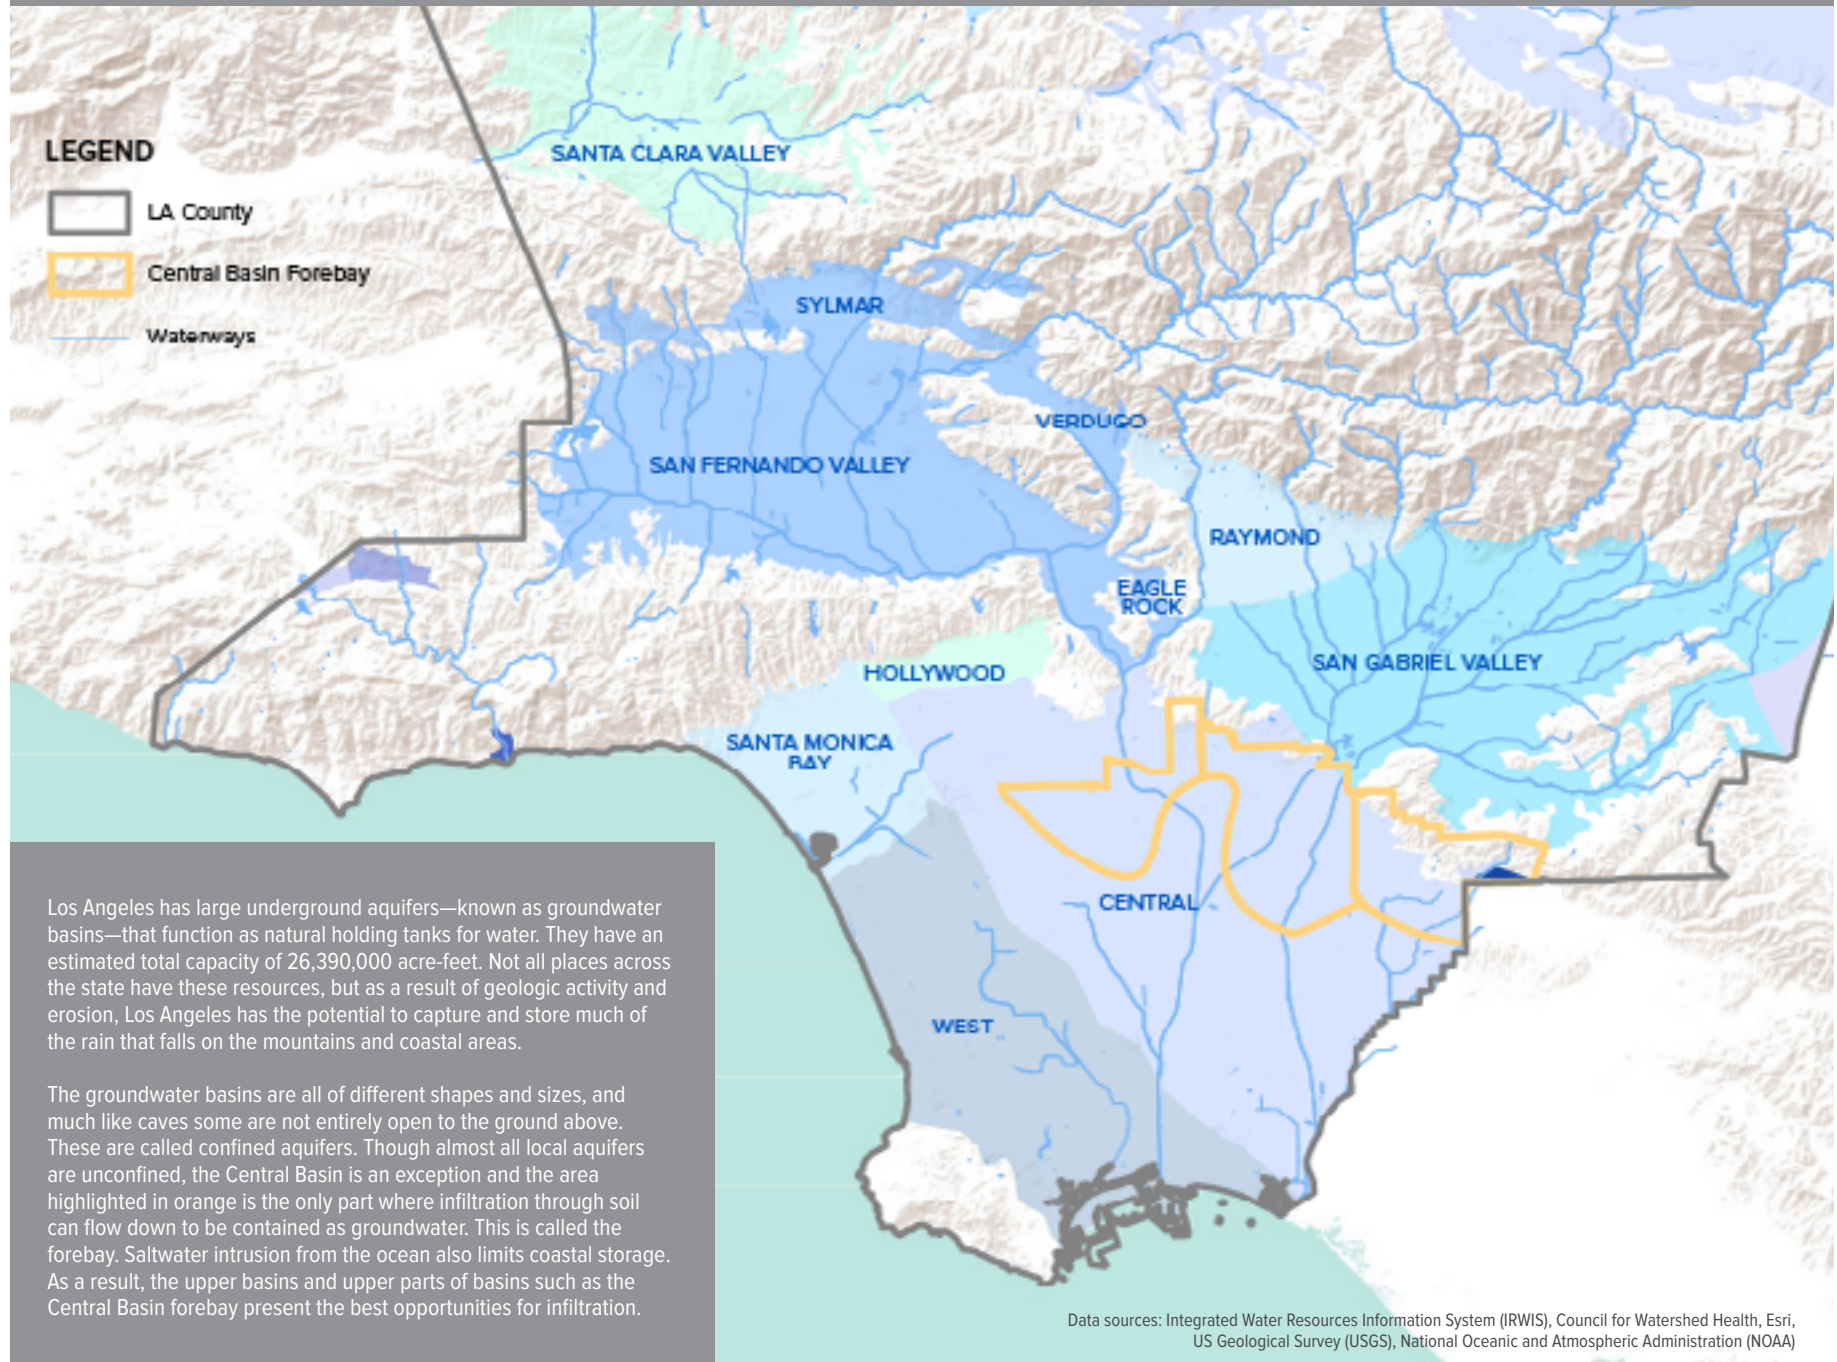 LEGEND
LA County
Central Basin Forebay
Waterways
SANTA CLARA VALLEY
SYLMAR
VERDUGO
SAN FERNANDO VALLEY
RAYMOND
EAGLE
ROCK
SAN GABRIEL VALLEY
HOLLYWOOD
SANTA MONICA
BAY
CENTRAL
WEST
Los Angeles has large underground aquifers—known as groundwater
basins—that function as natural holding tanks for water. They have an
estimated total capacity of 26,390,000 acre-feet. Not all places across
the state have these resources, but as a result of geologic activity and
erosion, Los Angeles has the potential to capture and store much of
the rain that falls on the mountains and coastal areas.
The groundwater basins are all of different shapes and sizes, and
much like caves some are not entirely open to the ground above.
These are called confined aquifers. Though almost all local aquifers
are unconfined, the Central Basin is an exception and the area
highlighted in orange is the only part where infiltration through soil
can flow down to be contained as groundwater. This is called the
forebay. Saltwater intrusion from the ocean also limits coastal storage.
As a result, the upper basins and upper parts of basins such as the
Central Basin forebay present the best opportunities for infiltration.
Data sources: Integrated Water Resources Information System (IRWIS), Council for Watershed Health, Esri,
US Geological Survey (USGS), National Oceanic and Atmospheric Administration (NOAA)